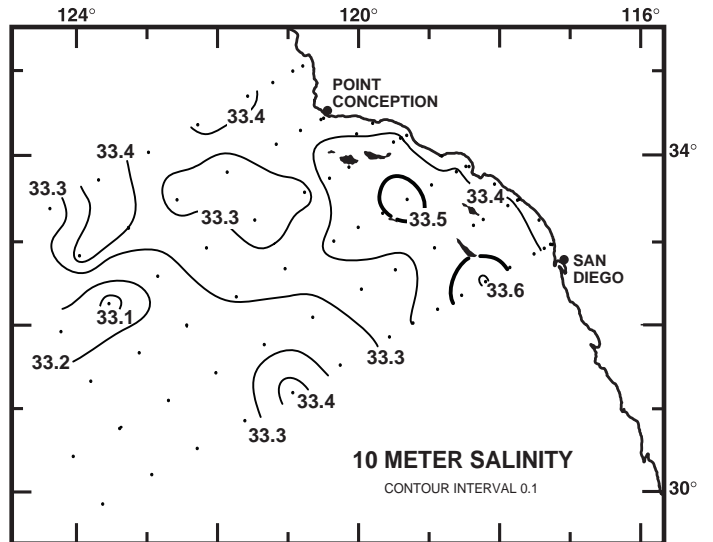 124° 120° 116°
POINT
CONCEPTION
33.4
33.4
34°
33.3
33.4
33.3
33.5
SAN
DIEGO
33.6
33.1
33.2
33.3
33.4
33.3
10 METER SALINITY
CONTOUR INTERVAL 0.1
30°